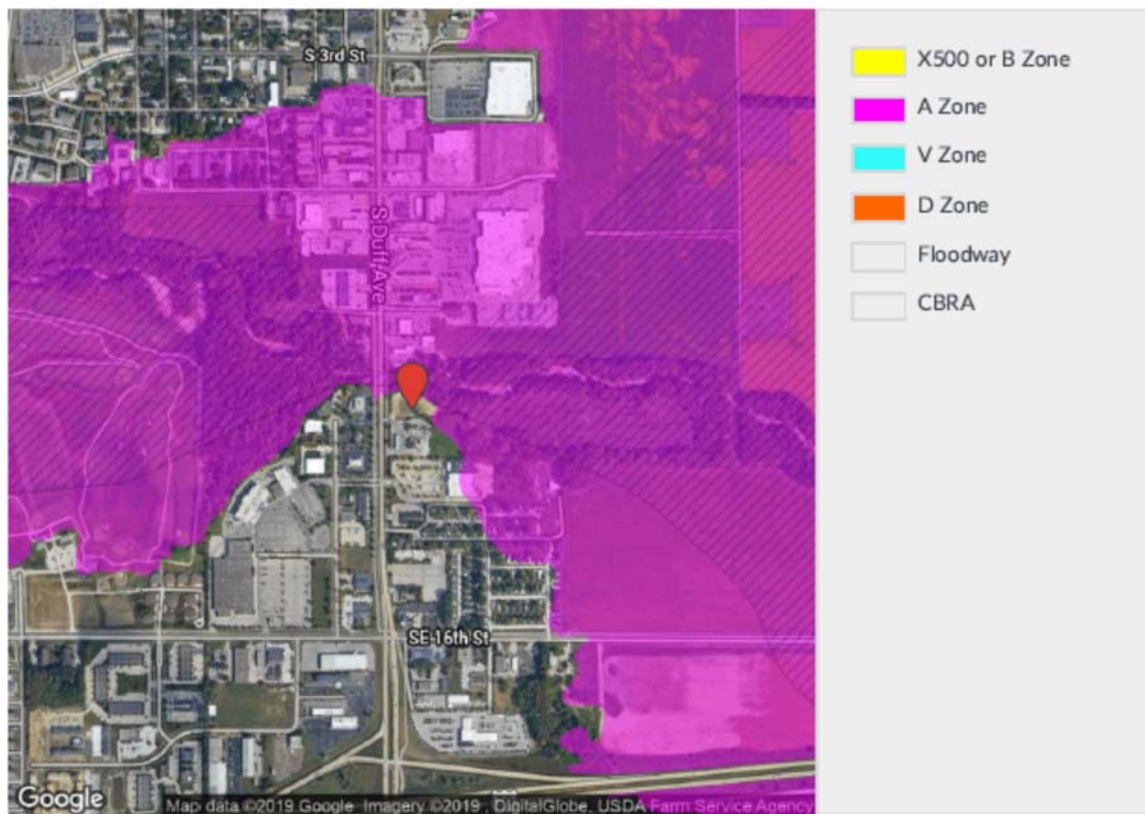 S 3rd St
S Duff Ave
SE 16th St
Google
Map data ©2019 Google Imagery ©2019 , DigitalGlobe, USDA Farm Service Agency
X500 or B Zone
A Zone
V Zone
D Zone
Floodway
CBRA